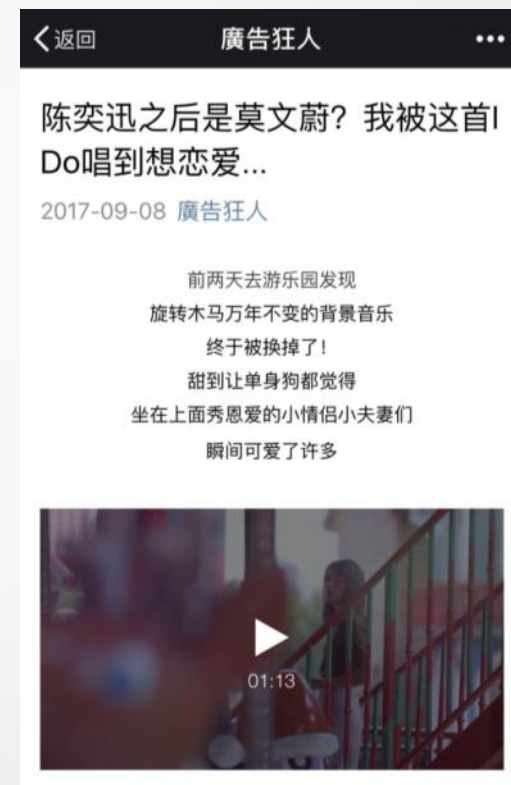 返回 廣告狂人 •••
陈奕迅之后是莫文蔚？我被这首I
Do唱到想恋爱...
2017-09-08 廣告狂人
前两天去游乐园发现
旋转木马万年不变的背景音乐
终于被换掉了！
甜到让单身狗都觉得
坐在上面秀恩爱的小情侣小夫妻们
瞬间可爱了许多
01:13